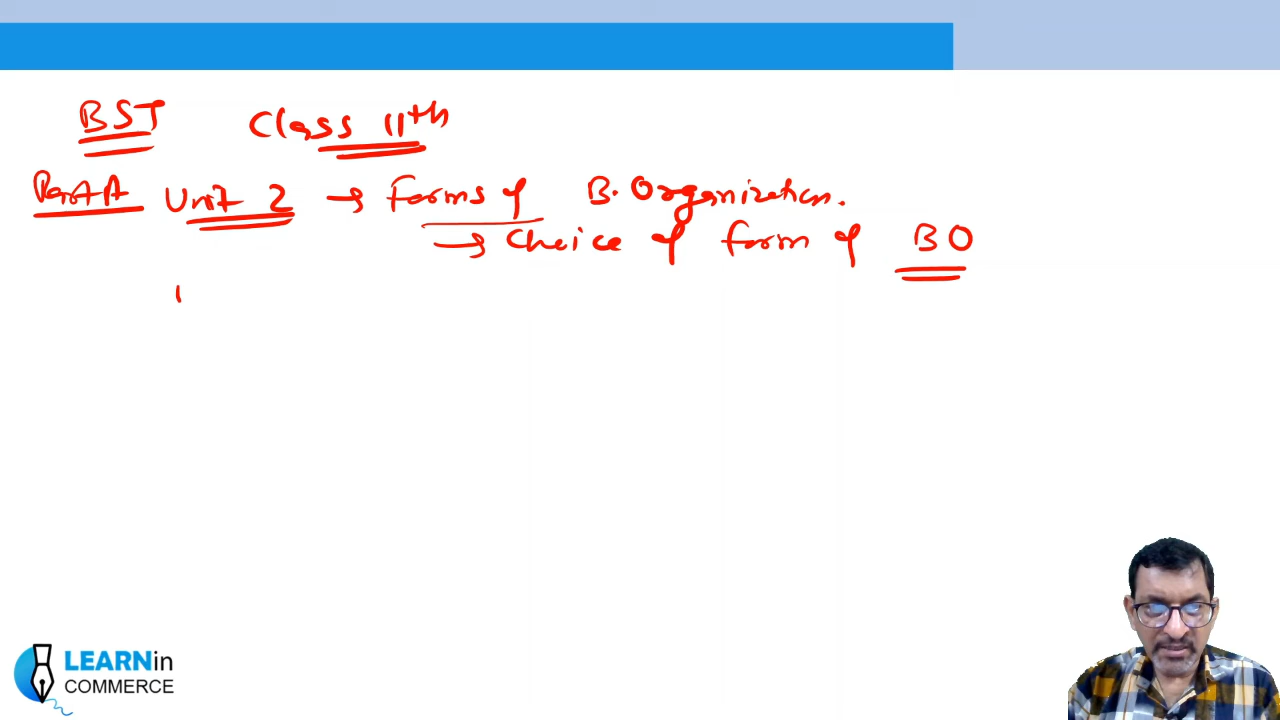 BST Class 11th
Part A Unit 2 → Forms of B. Organization.
→ Choice of form of BO
LEARNin
COMMERCE